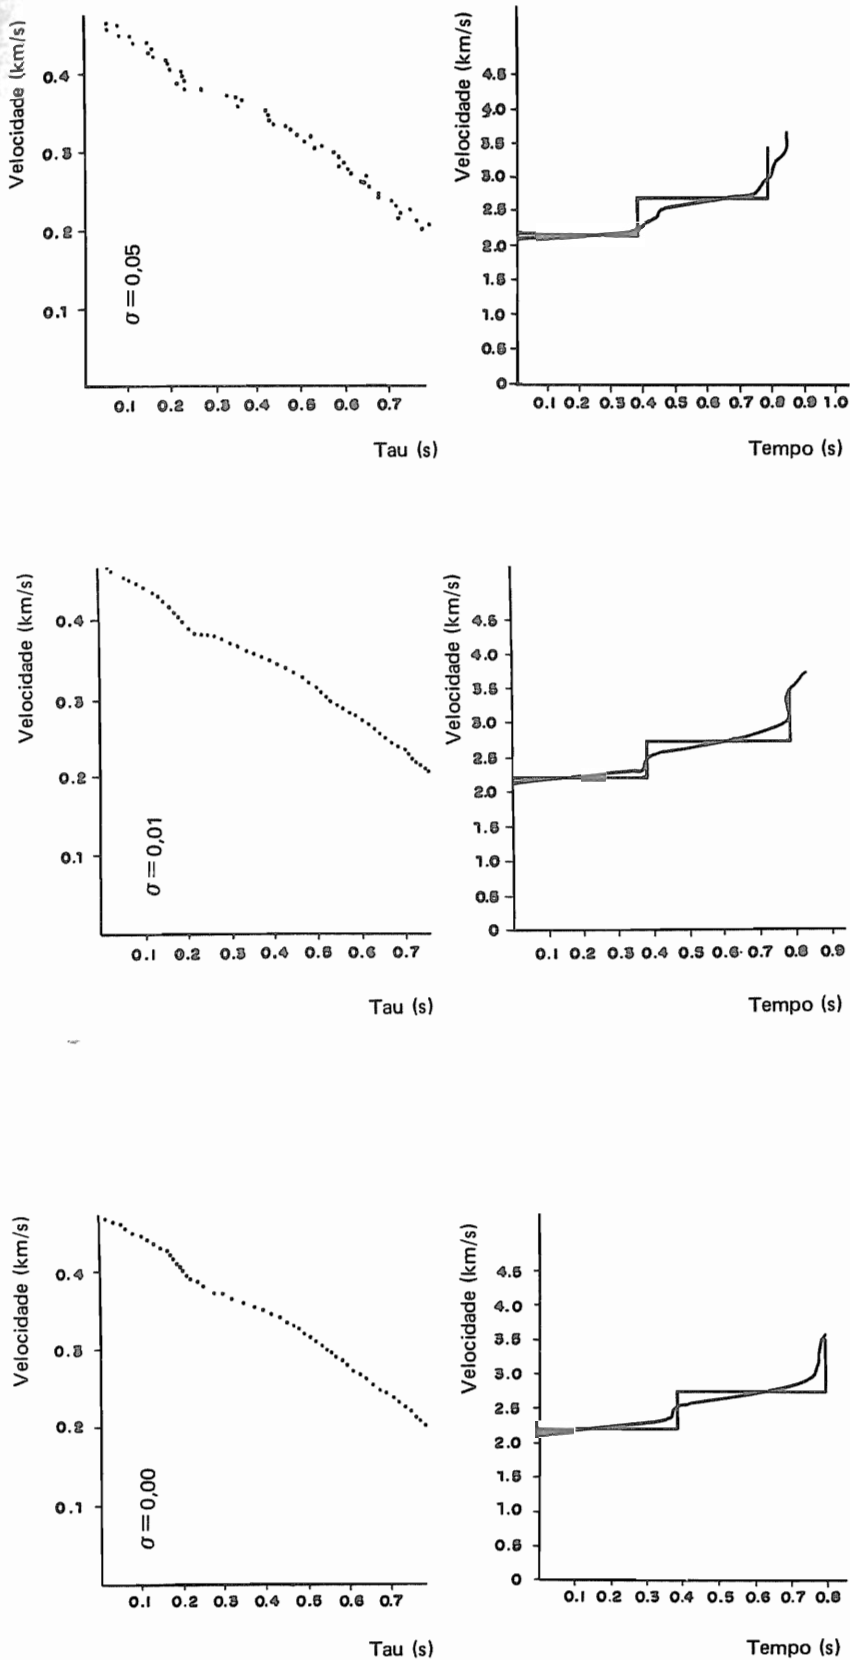 Velocidade (km/s)
0.4
0.3
0.2
0.1
σ = 0,05
0.1 0.2 0.3 0.4 0.5 0.6 0.7
Tau (s)
Velocidade (km/s)
4.5
4.0
3.5
3.0
2.5
2.0
1.5
1.0
0.5
0
0.1 0.2 0.3 0.4 0.5 0.6 0.7 0.8 0.9 1.0
Tempo (s)
Velocidade (km/s)
0.4
0.3
0.2
0.1
σ = 0,01
0.1 0.2 0.3 0.4 0.5 0.6 0.7
Tau (s)
Velocidade (km/s)
4.5
4.0
3.5
3.0
2.5
2.0
1.5
1.0
0.5
0
0.1 0.2 0.3 0.4 0.5 0.6 0.7 0.8 0.9
Tempo (s)
Velocidade (km/s)
0.4
0.3
0.2
0.1
σ = 0,00
0.1 0.2 0.3 0.4 0.5 0.6 0.7
Tau (s)
Velocidade (km/s)
4.5
4.0
3.5
3.0
2.5
2.0
1.5
1.0
0.5
0
0.1 0.2 0.3 0.4 0.5 0.6 0.7 0.8
Tempo (s)